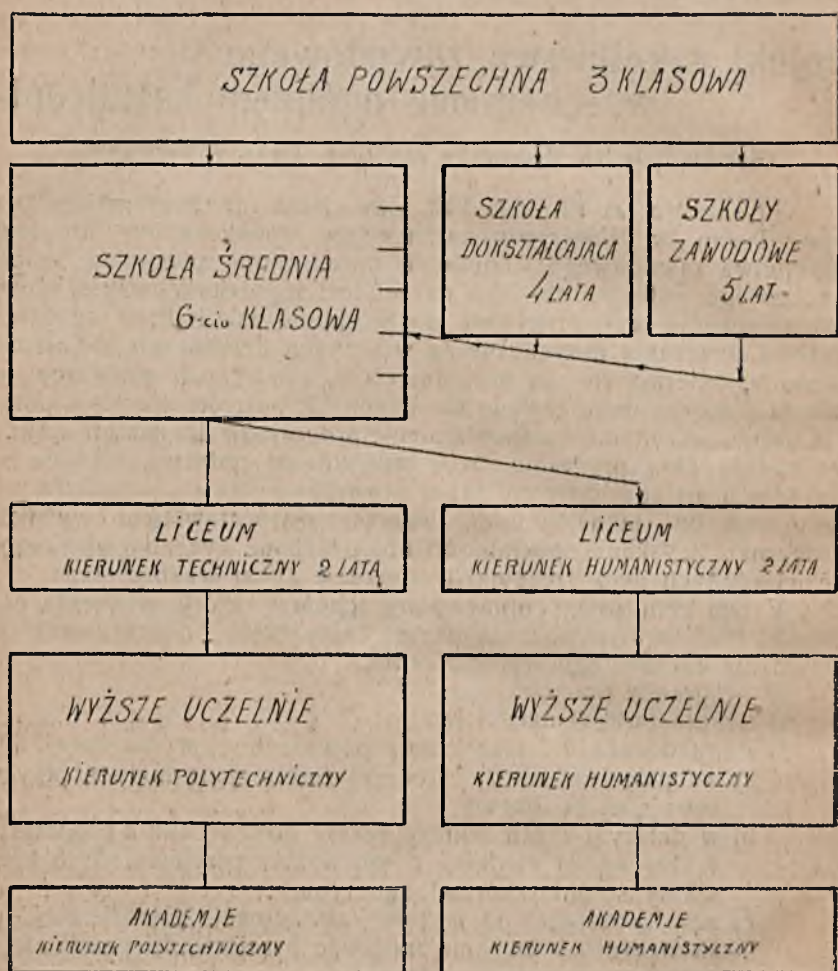 SZKOŁA POWSZECHNA 3 KLASOWA
SZKOŁA ŚREDNIA
6-ciu KLASOWA
SZKOŁA
DOKSZTAŁCAJĄCA
4 LATA
SZKOŁY
ZAWODOWE
5 LAT
LICEUM
KIERUNEK TECHNICZNY 2 LATA
LICEUM
KIERUNEK HUMANISTYCZNY 2 LATA
WYŻSZE UCZELNIE
KIERUNEK POLYTECHNICZNY
WYŻSZE UCZELNIE
KIERUNEK HUMANISTYCZNY
AKADEMJE
KIERUNEK POLYTECHNICZNY
AKADEMJE
KIERUNEK HUMANISTYCZNY